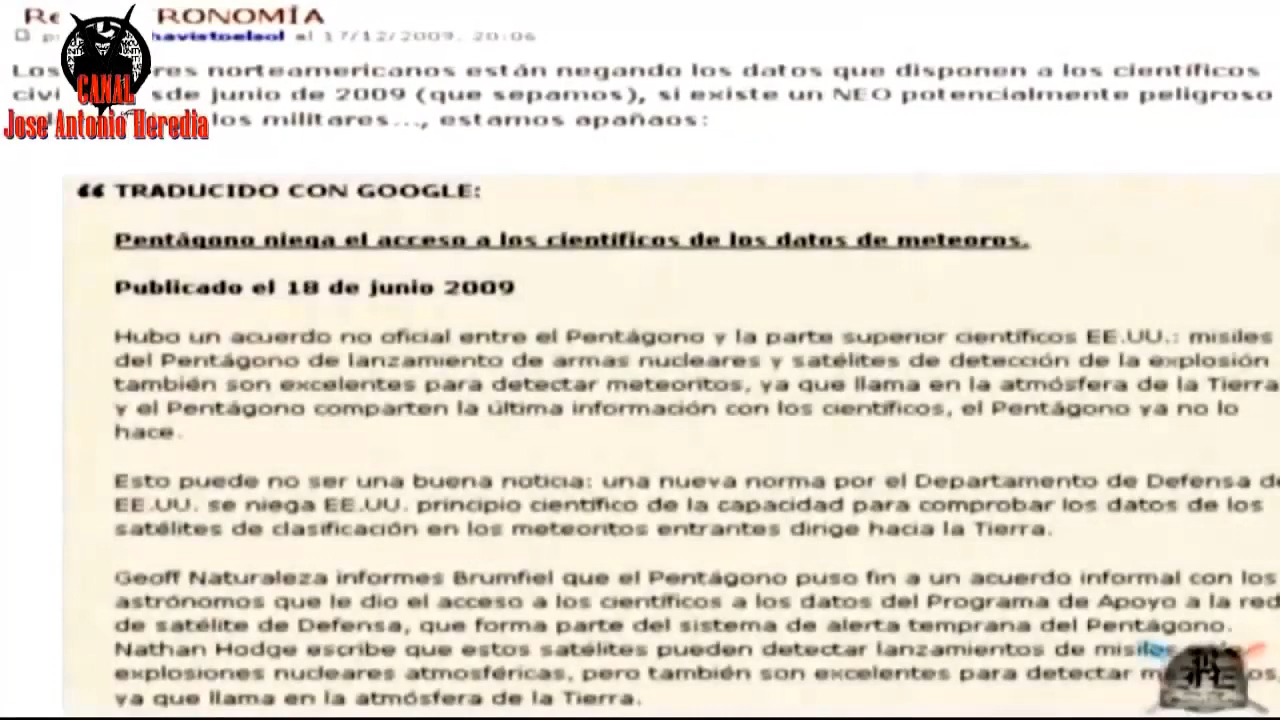 RONOMÍA
havistoelsol el 17/12/2009, 20:06
Los res norteamericanos están negando los datos que disponen a los científicos
civi sde junio de 2009 (que sepamos), si existe un NEO potencialmente peligroso
los militares..., estamos apañaos:
CANAL
Jose Antonio Heredia
“ TRADUCIDO CON GOOGLE:
Pentágono niega el acceso a los científicos de los datos de meteoros.
Publicado el 18 de junio 2009
Hubo un acuerdo no oficial entre el Pentágono y la parte superior científicos EE.UU.: misiles
del Pentágono de lanzamiento de armas nucleares y satélites de detección de la explosión
también son excelentes para detectar meteoritos, ya que llama en la atmósfera de la Tierra
y el Pentágono comparten la última información con los científicos, el Pentágono ya no lo
hace.
Esto puede no ser una buena noticia: una nueva norma por el Departamento de Defensa de
EE.UU. se niega EE.UU. principio científico de la capacidad para comprobar los datos de los
satélites de clasificación en los meteoritos entrantes dirige hacia la Tierra.
Geoff Naturaleza informes Brumfiel que el Pentágono puso fin a un acuerdo informal con los
astrónomos que le dio el acceso a los científicos a los datos del Programa de Apoyo a la red
de satélite de Defensa, que forma parte del sistema de alerta temprana del Pentágono.
Nathan Hodge escribe que estos satélites pueden detectar lanzamientos de misiles
explosiones nucleares atmosféricas, pero también son excelentes para detectar
ya que llama en la atmósfera de la Tierra.